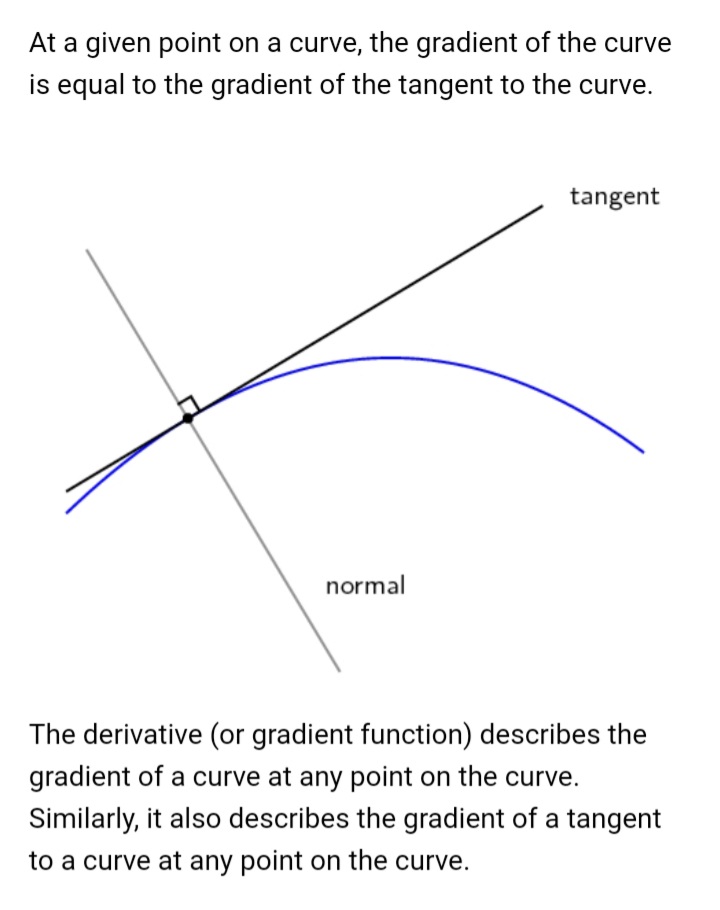 At a given point on a curve, the gradient of the curve
is equal to the gradient of the tangent to the curve.
tangent
normal
The derivative (or gradient function) describes the
gradient of a curve at any point on the curve.
Similarly, it also describes the gradient of a tangent
to a curve at any point on the curve.